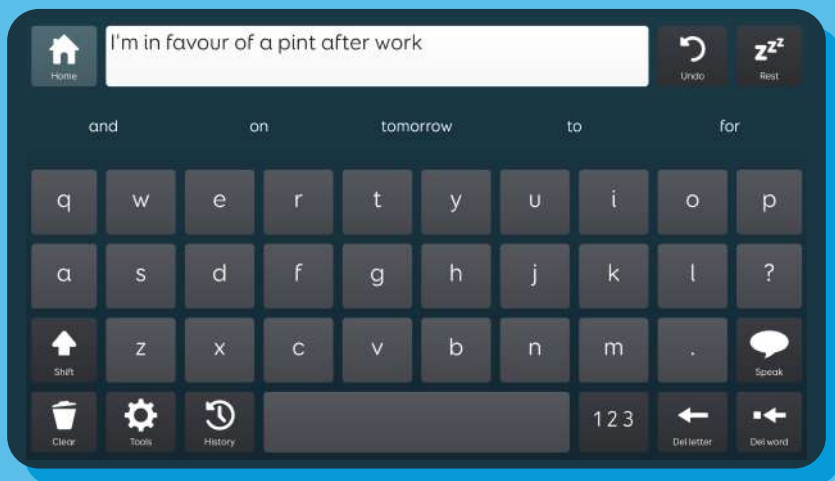 I'm in favour of a pint after work
Home
Undo
zzz
Rest
and on tomorrow to for
q w e r t y u i o p
a s d f g h j k l ?
Shift z x c v b n m . Speak
Clear Tools History 123 Del letter Del word